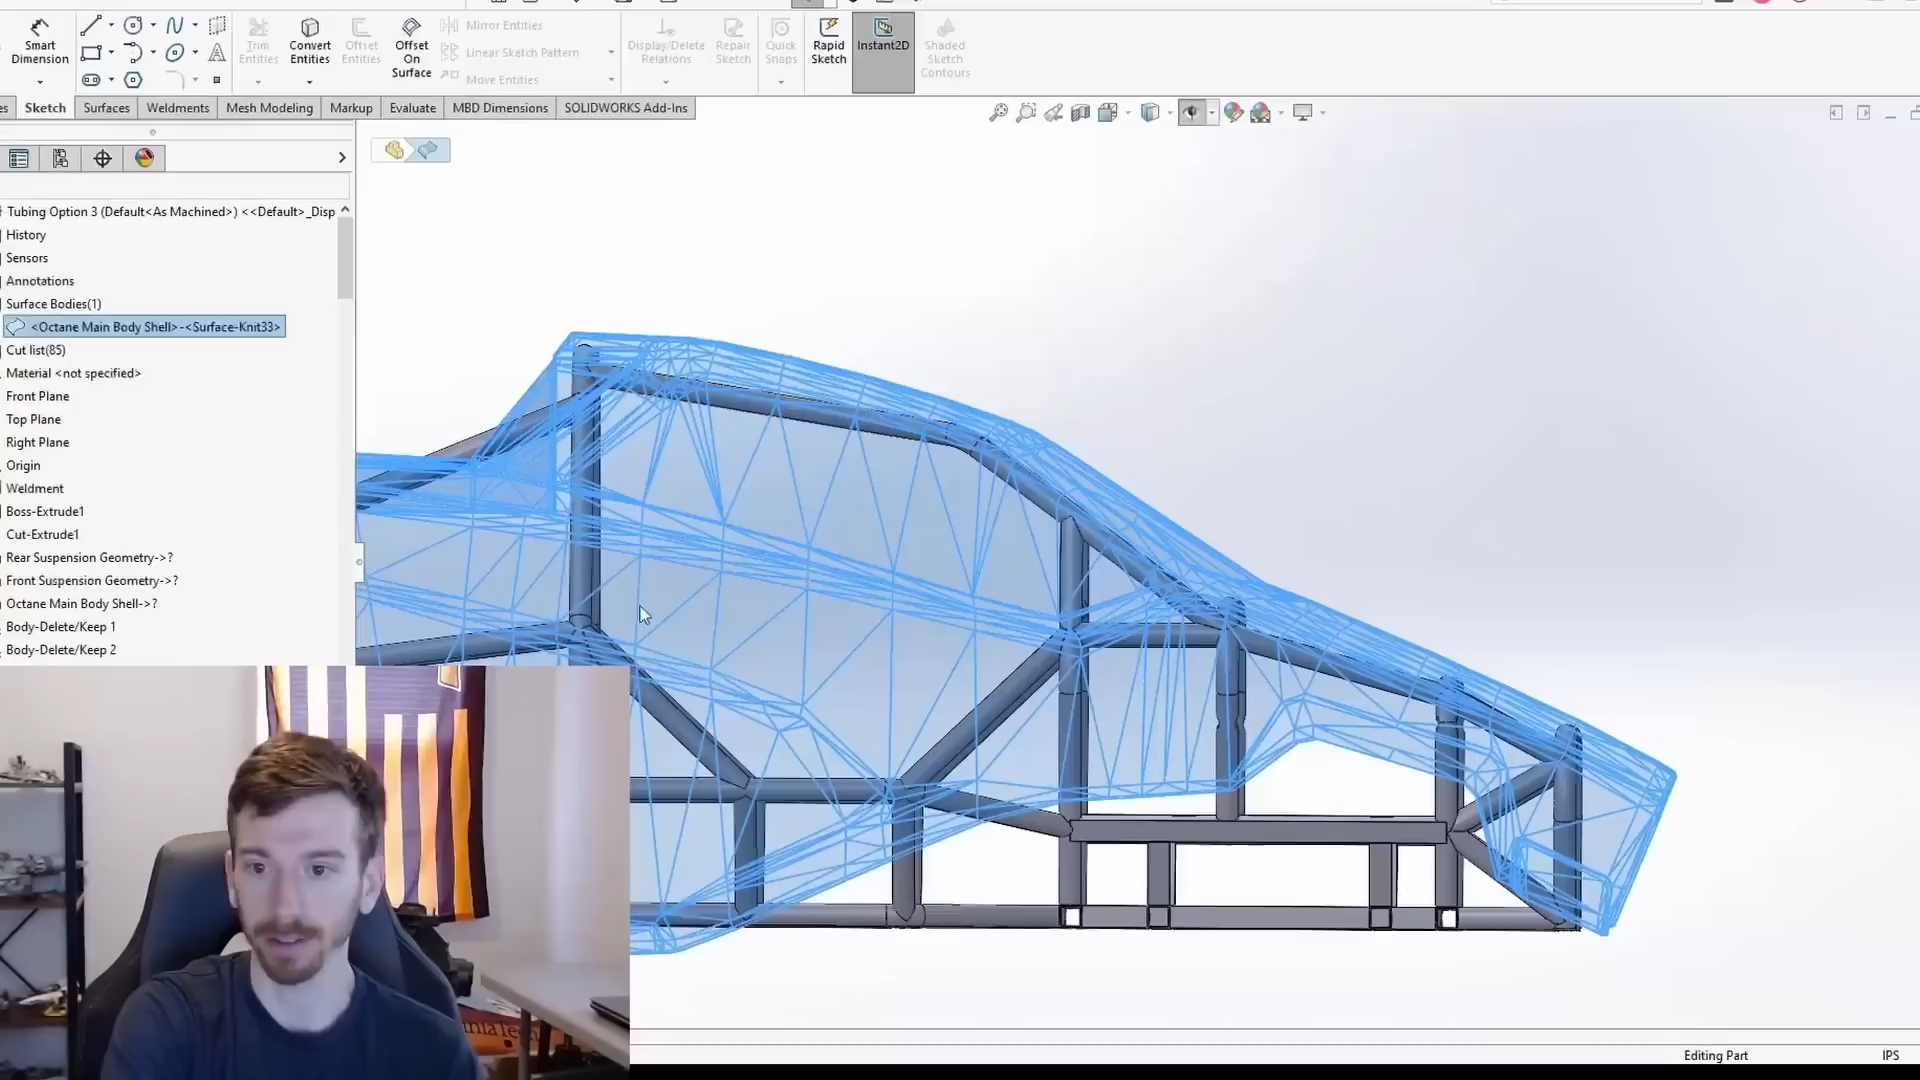 Smart Dimension
Trim Entities
Convert Entities
Offset Entities
Offset On Surface
Mirror Entities
Linear Sketch Pattern
Move Entities
Display/Delete Relations
Repair Sketch
Quick Snaps
Rapid Sketch
Instant2D
Shaded Sketch Contours
es
Sketch
Surfaces
Weldments
Mesh Modeling
Markup
Evaluate
MBD Dimensions
SOLIDWORKS Add-Ins
Tubing Option 3 (Default<As Machined>) <<Default>_Disp
History
Sensors
Annotations
Surface Bodies(1)
<Octane Main Body Shell>-<Surface-Knit33>
Cut list(85)
Material <not specified>
Front Plane
Top Plane
Right Plane
Origin
Weldment
Boss-Extrude1
Cut-Extrude1
Rear Suspension Geometry->?
Front Suspension Geometry->?
Octane Main Body Shell->?
Body-Delete/Keep 1
Body-Delete/Keep 2
Editing Part
IPS